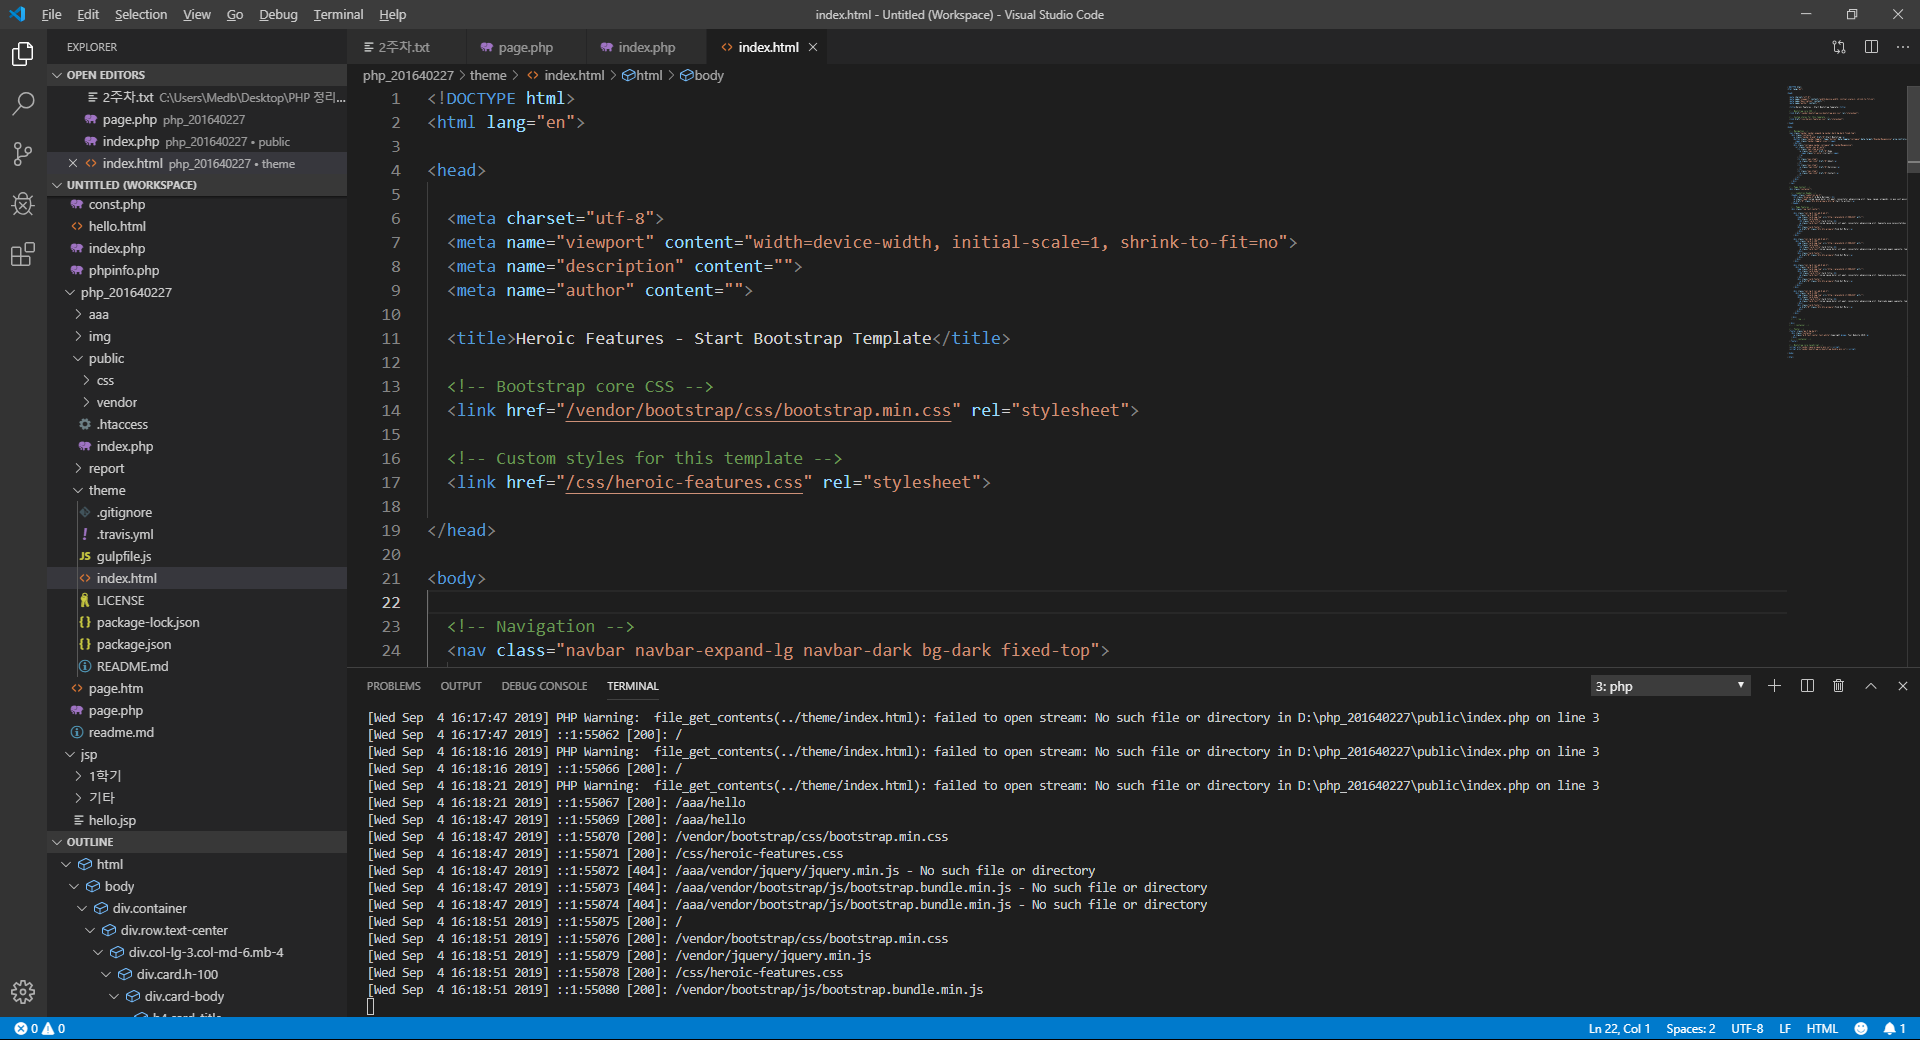 File Edit Selection View Go Debug Terminal Help
index.html - Untitled (Workspace) - Visual Studio Code
EXPLORER
OPEN EDITORS
2주차.txt C:\Users\Medb\Desktop\PHP 정리...
page.php php_201640227
index.php php_201640227 • public
index.html php_201640227 • theme
UNTITLED (WORKSPACE)
const.php
hello.html
index.php
phpinfo.php
php_201640227
aaa
img
public
css
vendor
.htaccess
index.php
report
theme
.gitignore
.travis.yml
gulpfile.js
index.html
LICENSE
package-lock.json
package.json
README.md
page.htm
page.php
readme.md
jsp
1학기
기타
hello.jsp
OUTLINE
html
body
div.container
div.row.text-center
div.col-lg-3.col-md-6.mb-4
div.card.h-100
div.card-body
h4.card-title
2주차.txt page.php index.php index.html
php_201640227 > theme > index.html > html > body
1 <!DOCTYPE html>
2 <html lang="en">
3
4 <head>
5
6 <meta charset="utf-8">
7 <meta name="viewport" content="width=device-width, initial-scale=1, shrink-to-fit=no">
8 <meta name="description" content="">
9 <meta name="author" content="">
10
11 <title>Heroic Features - Start Bootstrap Template</title>
12
13 <!-- Bootstrap core CSS -->
14 <link href="/vendor/bootstrap/css/bootstrap.min.css" rel="stylesheet">
15
16 <!-- Custom styles for this template -->
17 <link href="/css/heroic-features.css" rel="stylesheet">
18
19 </head>
20
21 <body>
22
23 <!-- Navigation -->
24 <nav class="navbar navbar-expand-lg navbar-dark bg-dark fixed-top">
PROBLEMS OUTPUT DEBUG CONSOLE TERMINAL
3: php
[Wed Sep  4 16:17:47 2019] PHP Warning:  file_get_contents(../theme/index.html): failed to open stream: No such file or directory in D:\php_201640227\public\index.php on line 3
[Wed Sep  4 16:17:47 2019] ::1:55062 [200]: /
[Wed Sep  4 16:18:16 2019] PHP Warning:  file_get_contents(../theme/index.html): failed to open stream: No such file or directory in D:\php_201640227\public\index.php on line 3
[Wed Sep  4 16:18:16 2019] ::1:55066 [200]: /
[Wed Sep  4 16:18:21 2019] PHP Warning:  file_get_contents(../theme/index.html): failed to open stream: No such file or directory in D:\php_201640227\public\index.php on line 3
[Wed Sep  4 16:18:21 2019] ::1:55067 [200]: /aaa/hello
[Wed Sep  4 16:18:47 2019] ::1:55069 [200]: /aaa/hello
[Wed Sep  4 16:18:47 2019] ::1:55070 [200]: /vendor/bootstrap/css/bootstrap.min.css
[Wed Sep  4 16:18:47 2019] ::1:55071 [200]: /css/heroic-features.css
[Wed Sep  4 16:18:47 2019] ::1:55072 [404]: /aaa/vendor/jquery/jquery.min.js - No such file or directory
[Wed Sep  4 16:18:47 2019] ::1:55073 [404]: /aaa/vendor/bootstrap/js/bootstrap.bundle.min.js - No such file or directory
[Wed Sep  4 16:18:47 2019] ::1:55074 [404]: /aaa/vendor/bootstrap/js/bootstrap.bundle.min.js - No such file or directory
[Wed Sep  4 16:18:51 2019] ::1:55075 [200]: /
[Wed Sep  4 16:18:51 2019] ::1:55076 [200]: /vendor/bootstrap/css/bootstrap.min.css
[Wed Sep  4 16:18:51 2019] ::1:55079 [200]: /vendor/jquery/jquery.min.js
[Wed Sep  4 16:18:51 2019] ::1:55078 [200]: /css/heroic-features.css
[Wed Sep  4 16:18:51 2019] ::1:55080 [200]: /vendor/bootstrap/js/bootstrap.bundle.min.js
0 0 Ln 22, Col 1 Spaces: 2 UTF-8 LF HTML 1